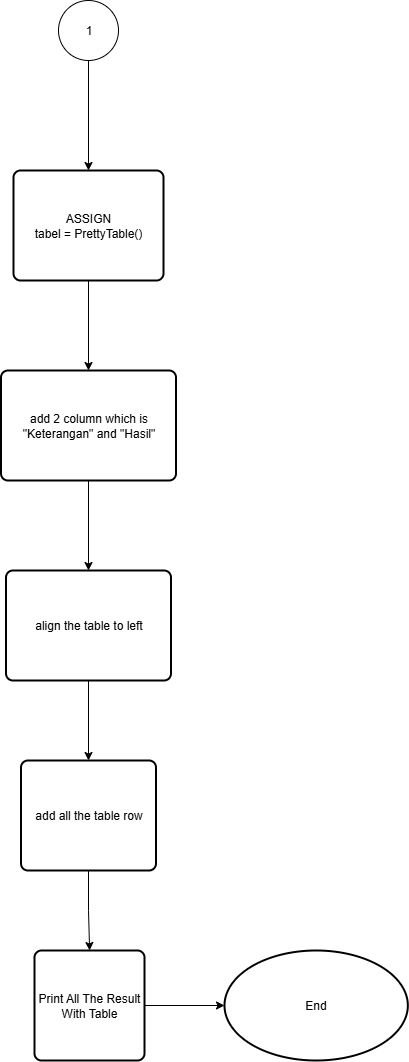 1
ASSIGN
tabel = PrettyTable()
add 2 column which is
"Keterangan" and "Hasil"
align the table to left
add all the table row
Print All The Result
With Table
End